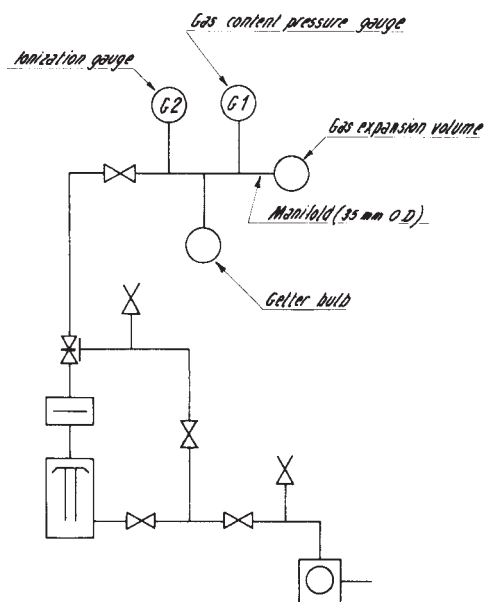 Gas content pressure gauge
Ionization gauge
G2
G1
Gas expansion volume
Manifold (35 mm O D)
Getter bulb